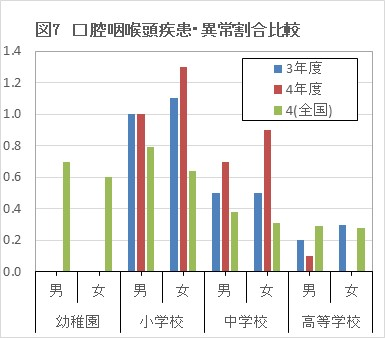 図7　口腔咽喉頭疾患・異常割合比較
1.4
1.2
1.0
0.8
0.6
0.4
0.2
0.0
3年度
4年度
4(全国)
男 女 男 女 男 女 男 女
幼稚園 小学校 中学校 高等学校